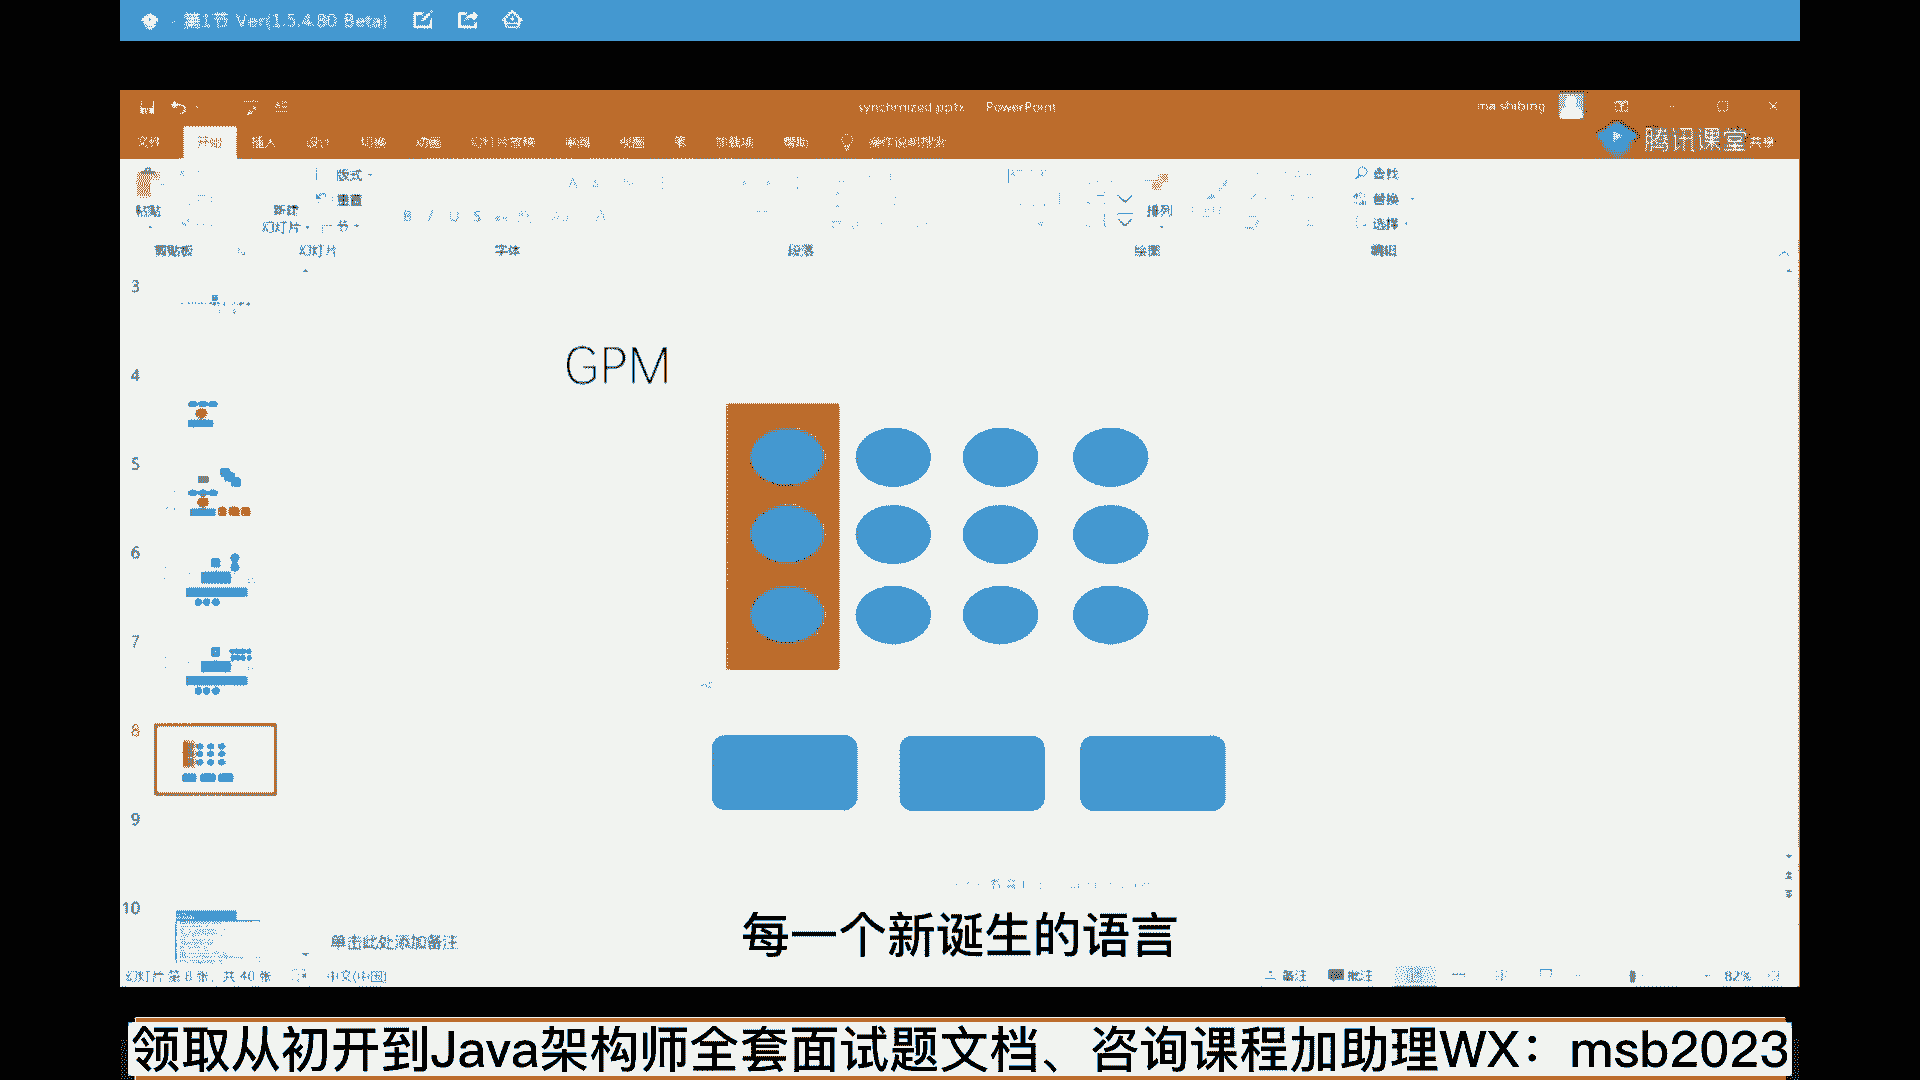 第1节 Ver(1.5.4.80 Beta)
synchronized.pptx - PowerPoint
ma shibing
文件 开始 插入 设计 切换 动画 幻灯片放映 审阅 视图 笔 加载项 帮助 操作说明搜索
腾讯课堂 共享
粘贴 新建 幻灯片 版式 重置 节
B I U S
排列
查找
替换
选择
剪贴板 幻灯片 字体 段落 绘图 编辑
3
4
5
6
7
8
9
10
GPM
单击此处添加备注
每一个新诞生的语言
幻灯片 第 8 张，共 40 张 中文(中国)
备注 批注 82%
领取从初开到Java架构师全套面试题文档、咨询课程加助理WX：msb2023